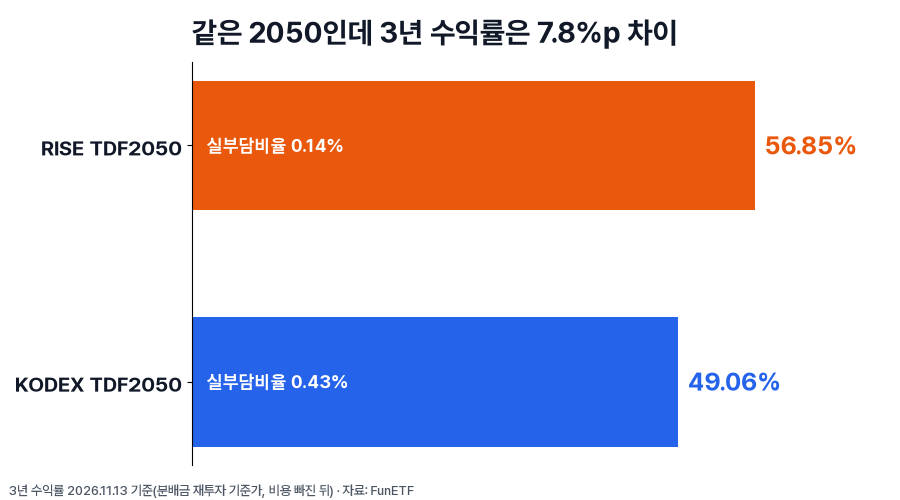 같은 2050인데 3년 수익률은 7.8%p 차이
RISE TDF2050
실부담비율 0.14%
56.85%
KODEX TDF2050
실부담비율 0.43%
49.06%
3년 수익률 2026.11.13 기준(분배금 재투자 기준가, 비용 빠진 뒤) · 자료: FunETF